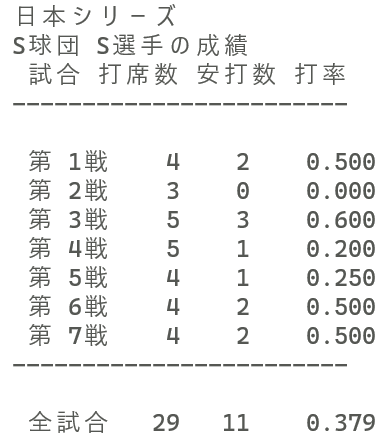 日本シリーズ
S球団 S選手の成績
試合 打席数 安打数 打率
------------------------
第 1戦 4 2 0.500
第 2戦 3 0 0.000
第 3戦 5 3 0.600
第 4戦 5 1 0.200
第 5戦 4 1 0.250
第 6戦 4 2 0.500
第 7戦 4 2 0.500
------------------------
全試合 29 11 0.379